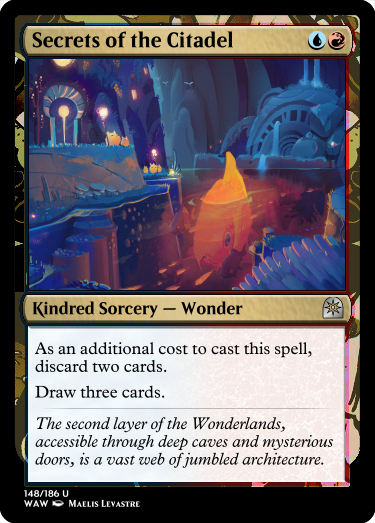 Secrets of the Citadel
Kindred Sorcery — Wonder
As an additional cost to cast this spell,
discard two cards.
Draw three cards.
The second layer of the Wonderlands,
accessible through deep caves and mysterious
doors, is a vast web of jumbled architecture.
148/186 U
WAW Maelis Levastre